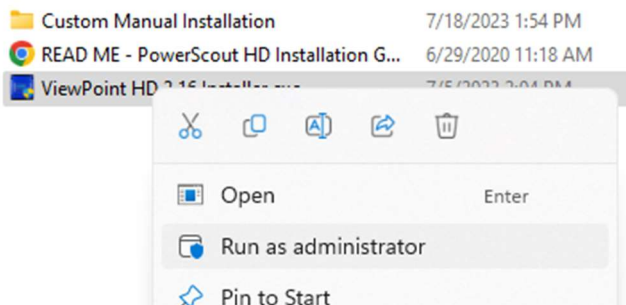 Custom Manual Installation 7/18/2023 1:54 PM
READ ME - PowerScout HD Installation G... 6/29/2020 11:18 AM
ViewPoint HD
Open Enter
Run as administrator
Pin to Start